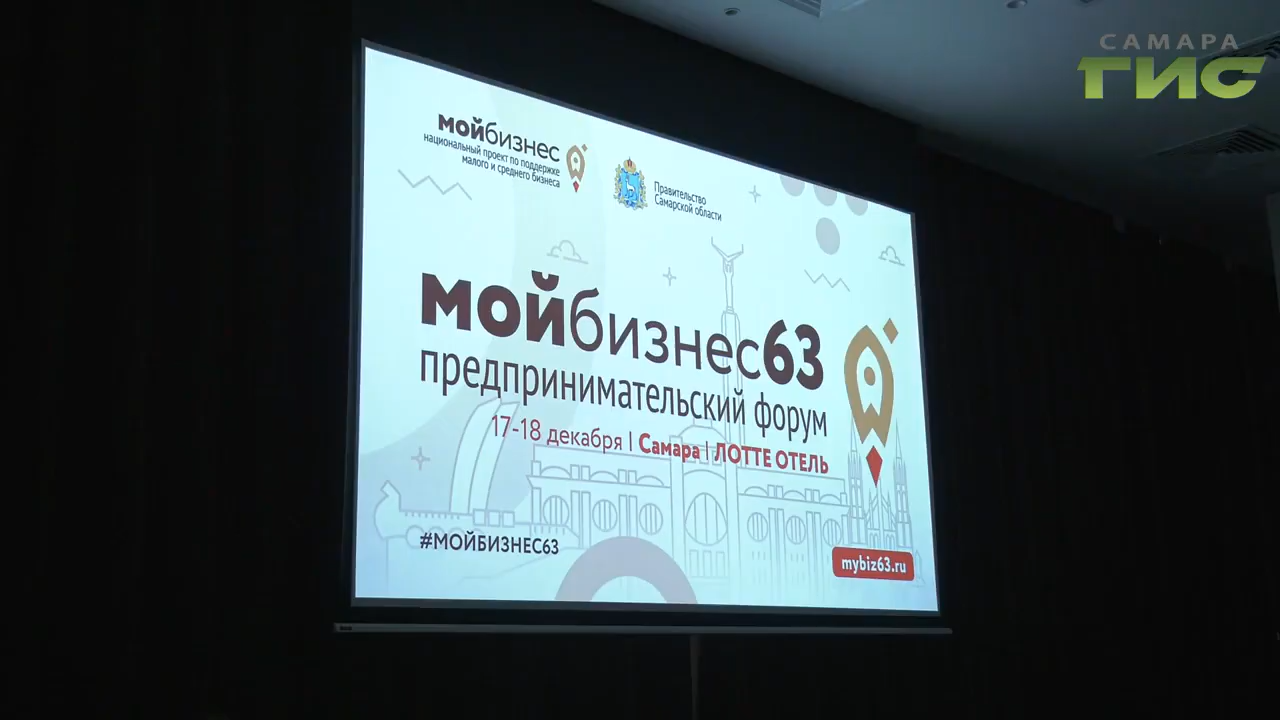 САМАРА
ГИС
мойбизнес
национальный проект по поддержке
малого и среднего бизнеса
Правительство
Самарской области
мойбизнес63
предпринимательский форум
17-18 декабря | Самара | ЛОТТЕ ОТЕЛЬ
#МОЙБИЗНЕС63
mybiz63.ru